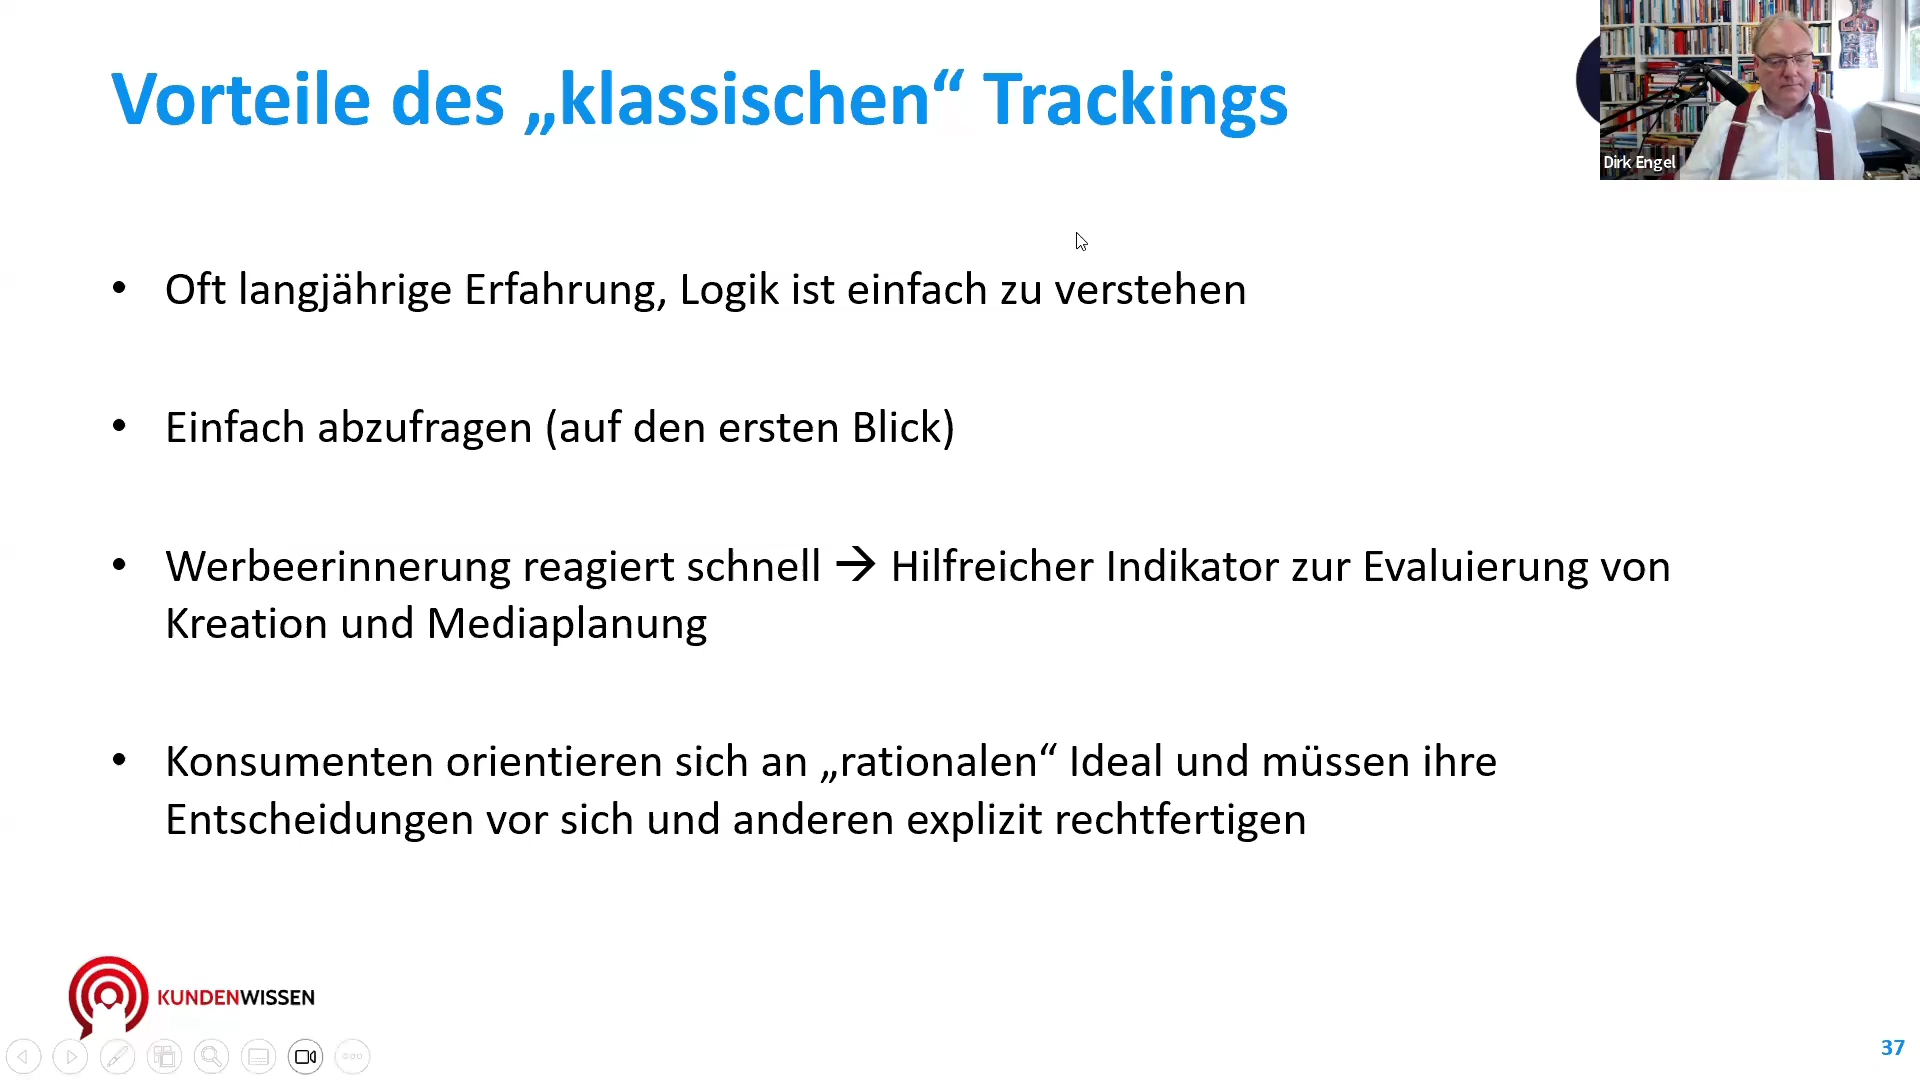 Vorteile des „klassischen“ Trackings
Dirk Engel
• Oft langjährige Erfahrung, Logik ist einfach zu verstehen
• Einfach abzufragen (auf den ersten Blick)
• Werbeerinnerung reagiert schnell → Hilfreicher Indikator zur Evaluierung von
Kreation und Mediaplanung
• Konsumenten orientieren sich an „rationalen“ Ideal und müssen ihre
Entscheidungen vor sich und anderen explizit rechtfertigen
KUNDENWISSEN
37